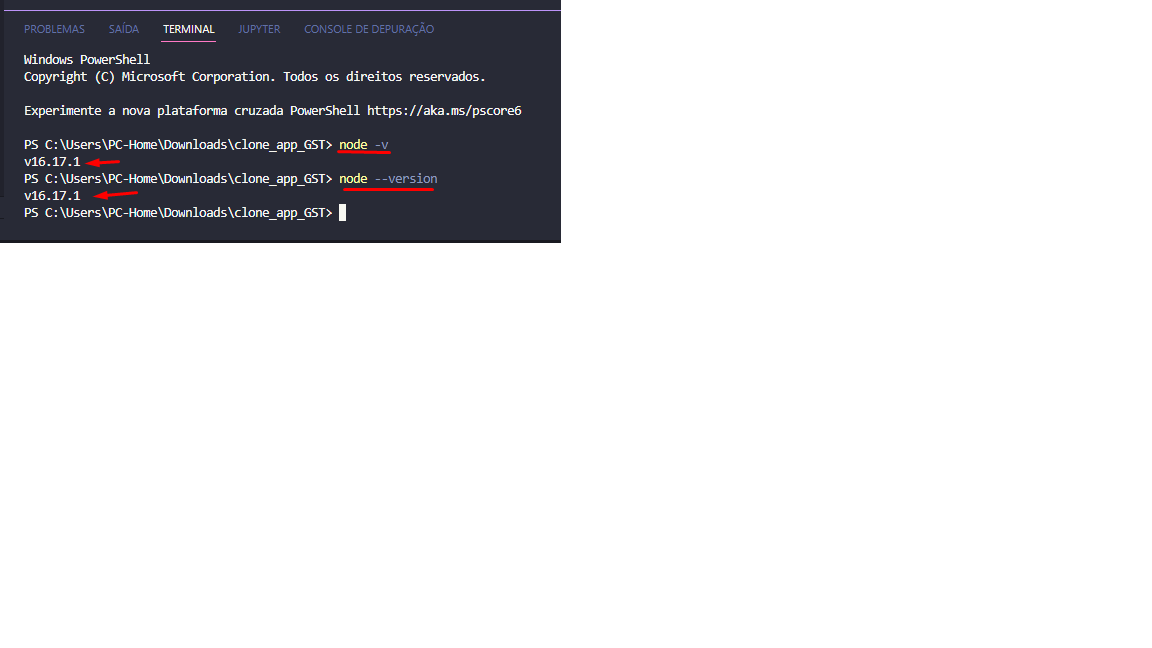 PROBLEMAS SAÍDA TERMINAL JUPYTER CONSOLE DE DEPURAÇÃO
Windows PowerShell
Copyright (C) Microsoft Corporation. Todos os direitos reservados.
Experimente a nova plataforma cruzada PowerShell https://aka.ms/pscore6
PS C:\Users\PC-Home\Downloads\clone_app_GST> node -v
v16.17.1
PS C:\Users\PC-Home\Downloads\clone_app_GST> node --version
v16.17.1
PS C:\Users\PC-Home\Downloads\clone_app_GST>